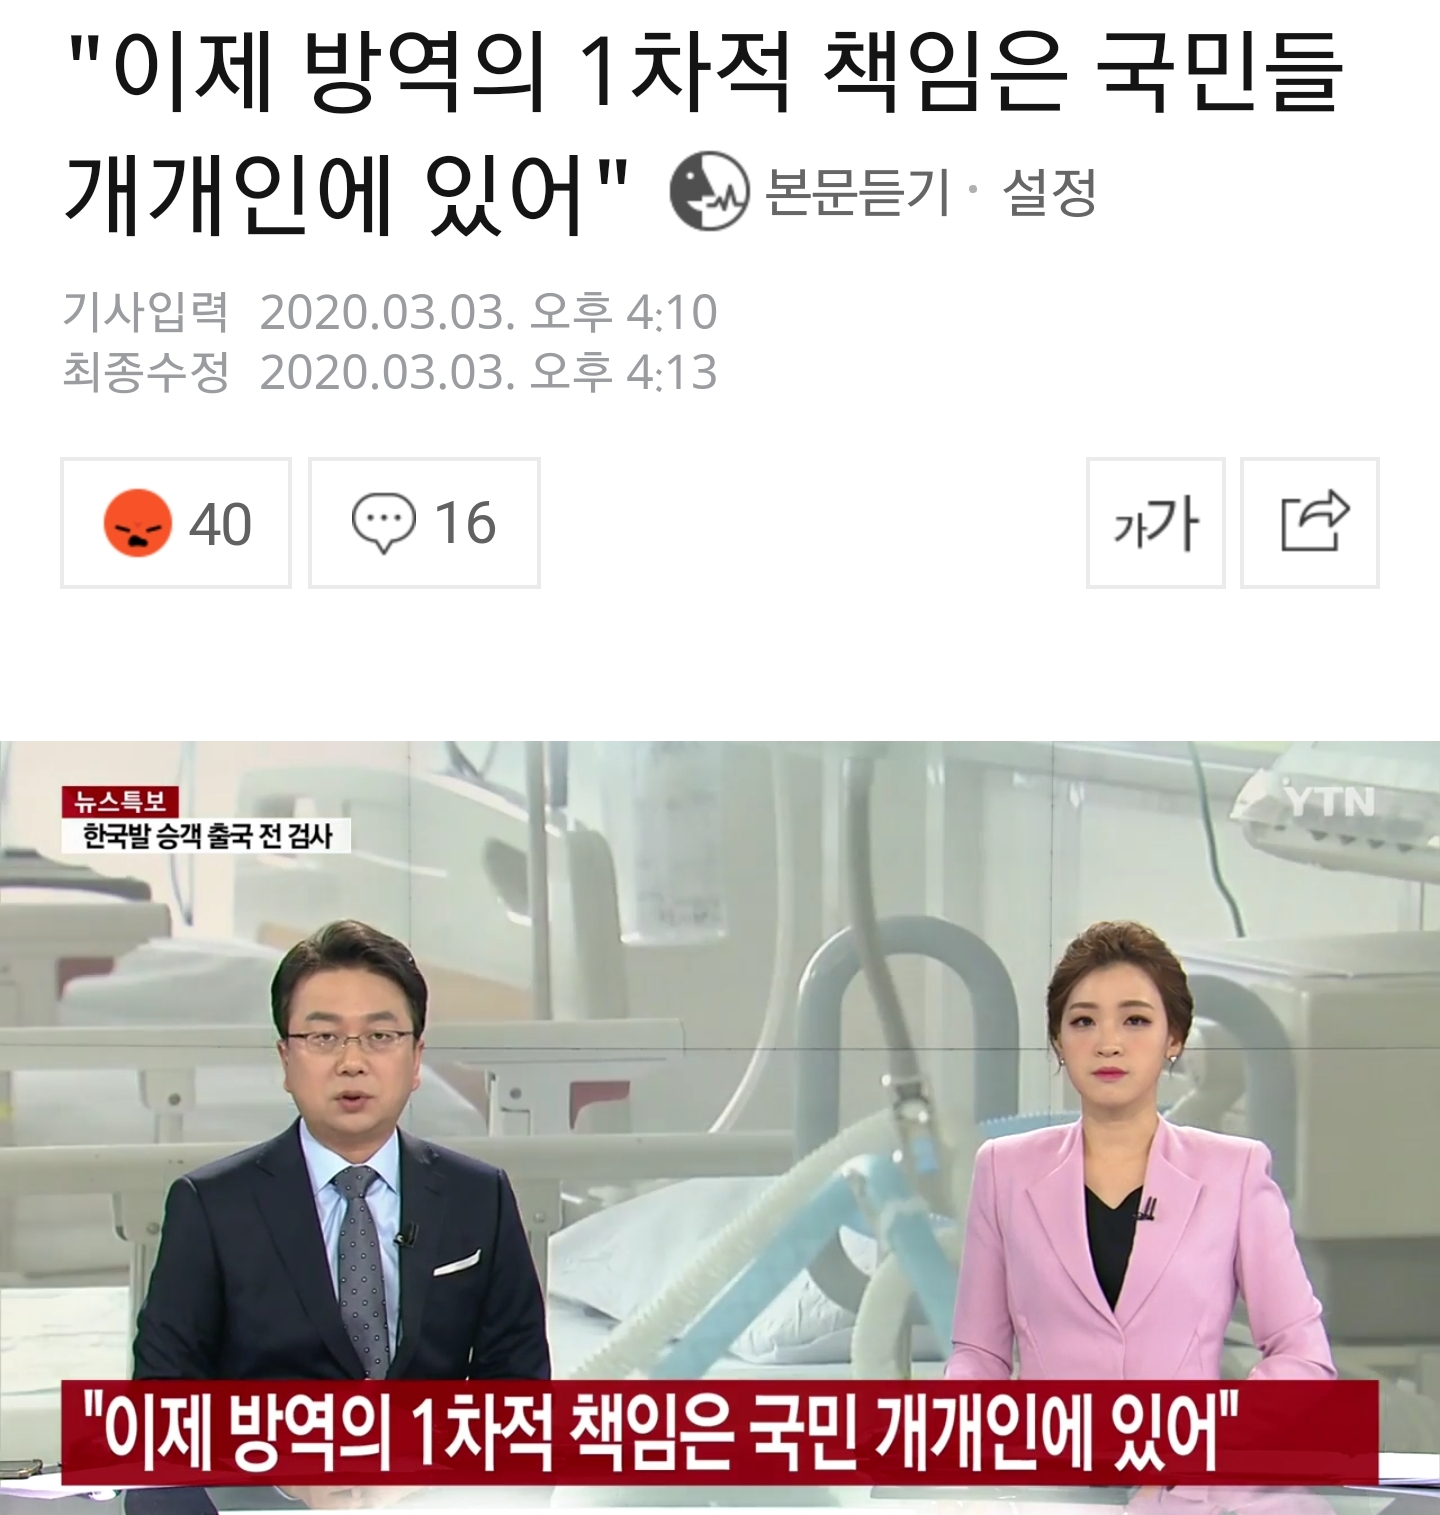 "이제 방역의 1차적 책임은 국민들
개개인에 있어" 본문듣기 · 설정
기사입력 2020.03.03. 오후 4:10
최종수정 2020.03.03. 오후 4:13
40 16 가가
뉴스특보
YTN
한국발 승객 출국 전 검사
"이제 방역의 1차적 책임은 국민 개개인에 있어"